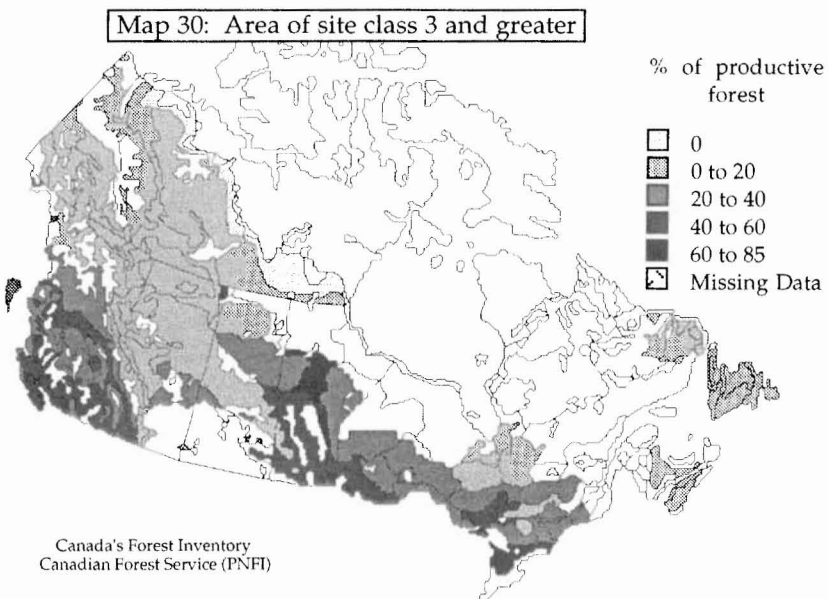 Map 30: Area of site class 3 and greater
% of productive
forest
0
0 to 20
20 to 40
40 to 60
60 to 85
Missing Data
Canada's Forest Inventory
Canadian Forest Service (PNFI)